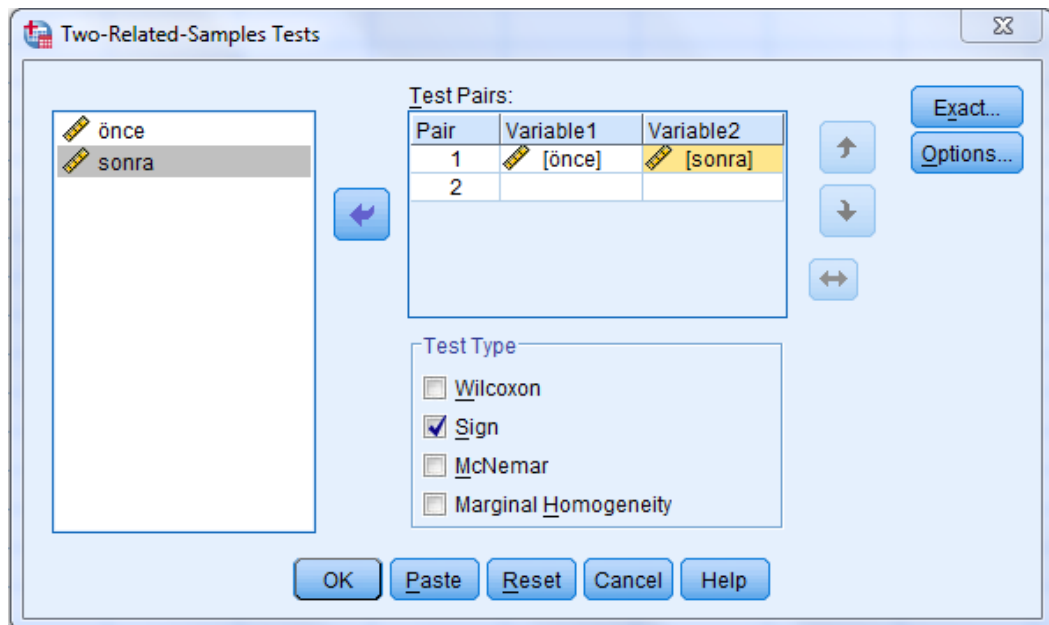 Two-Related-Samples Tests
önce
sonra
Test Pairs:
Pair Variable1 Variable2
1 [önce] [sonra]
2
Exact...
Options...
Test Type
Wilcoxon
Sign
McNemar
Marginal Homogeneity
OK Paste Reset Cancel Help